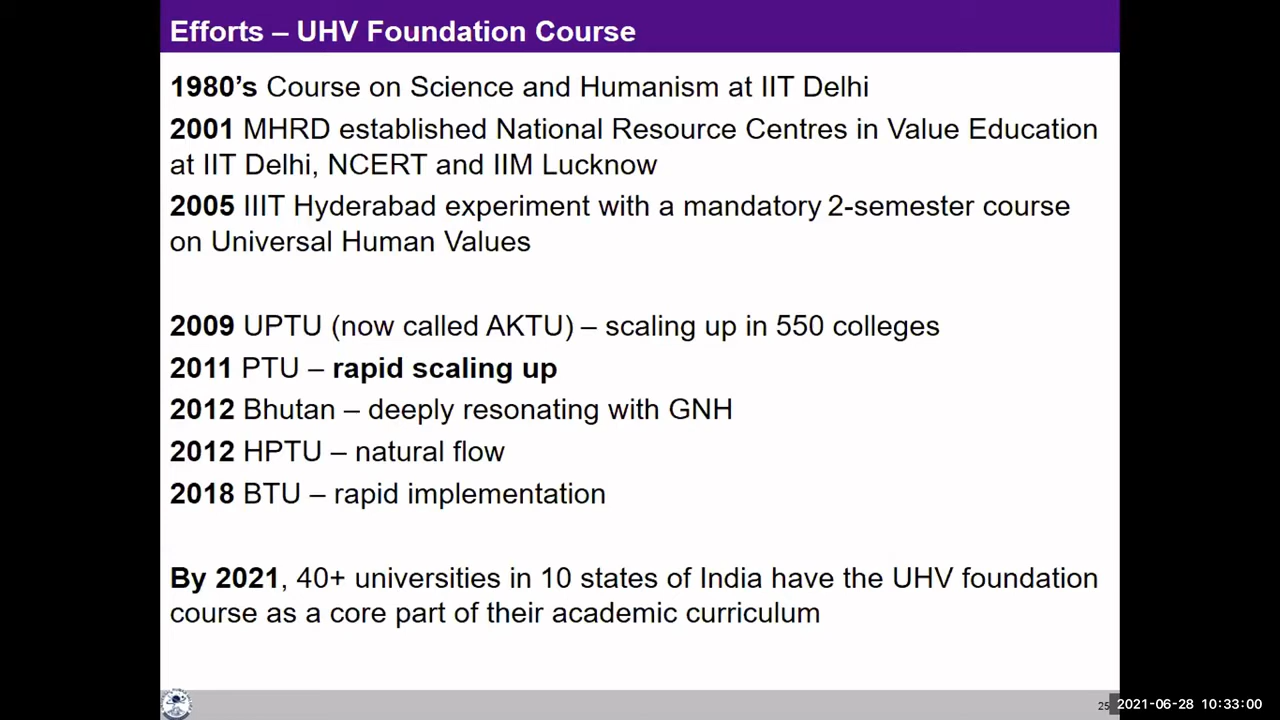 Efforts – UHV Foundation Course
1980’s Course on Science and Humanism at IIT Delhi
2001 MHRD established National Resource Centres in Value Education
at IIT Delhi, NCERT and IIM Lucknow
2005 IIIT Hyderabad experiment with a mandatory 2-semester course
on Universal Human Values
2009 UPTU (now called AKTU) – scaling up in 550 colleges
2011 PTU – rapid scaling up
2012 Bhutan – deeply resonating with GNH
2012 HPTU – natural flow
2018 BTU – rapid implementation
By 2021, 40+ universities in 10 states of India have the UHV foundation
course as a core part of their academic curriculum
25
2021-06-28 10:33:00